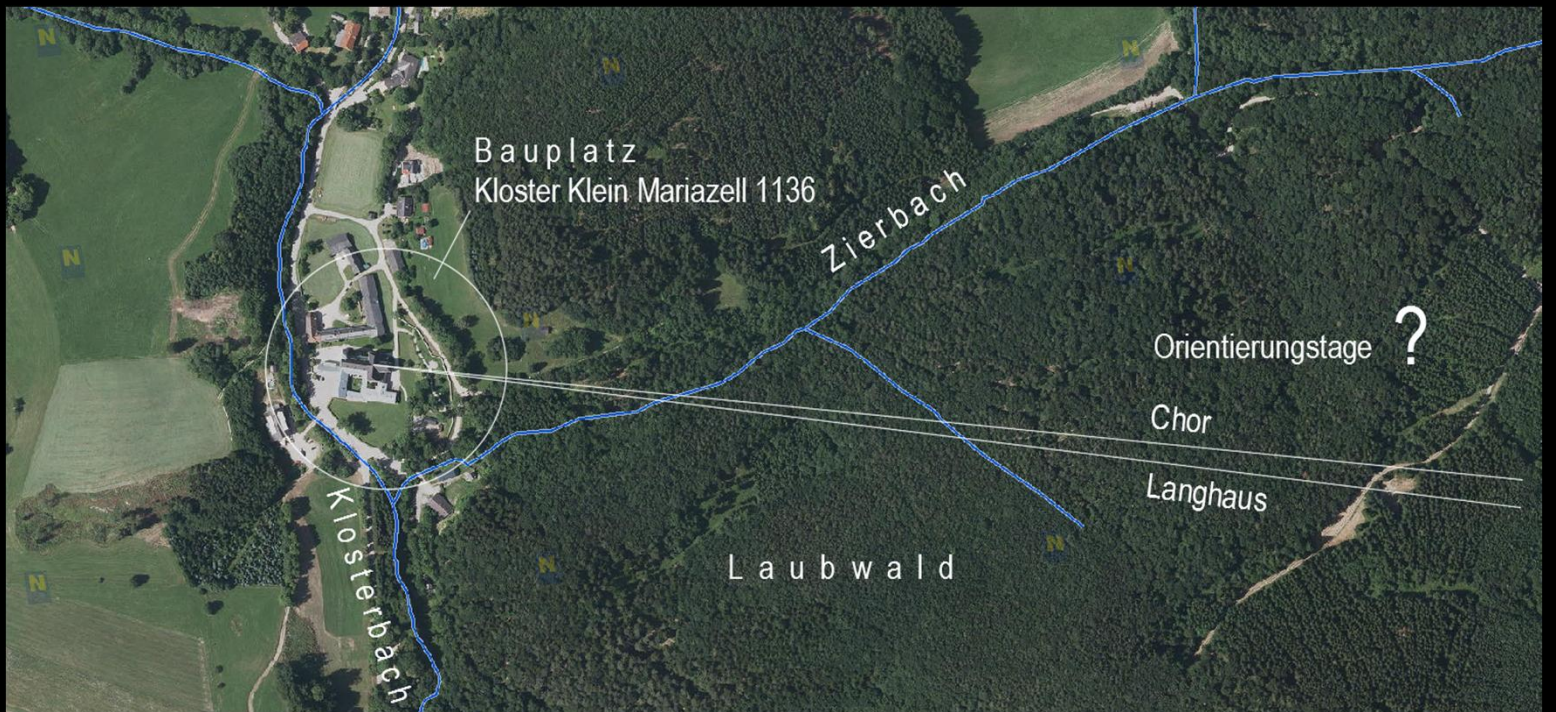 Bauplatz
Kloster Klein Mariazell 1136
Zierbach
Orientierungstage ?
Chor
Langhaus
Laubwald
Klosterbach
N
N
N
N
N
N
N
N
N